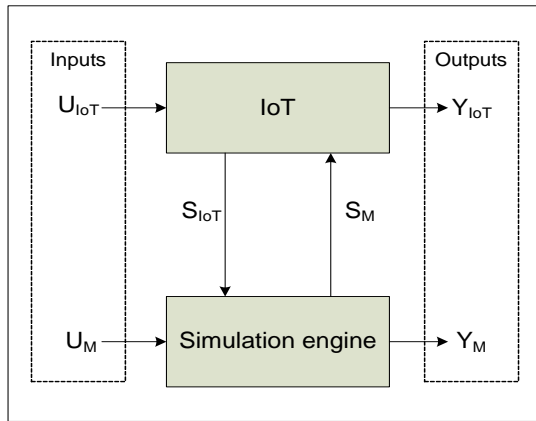 Inputs
Outputs
U_IoT
IoT
Y_IoT
S_IoT
S_M
U_M
Simulation engine
Y_M